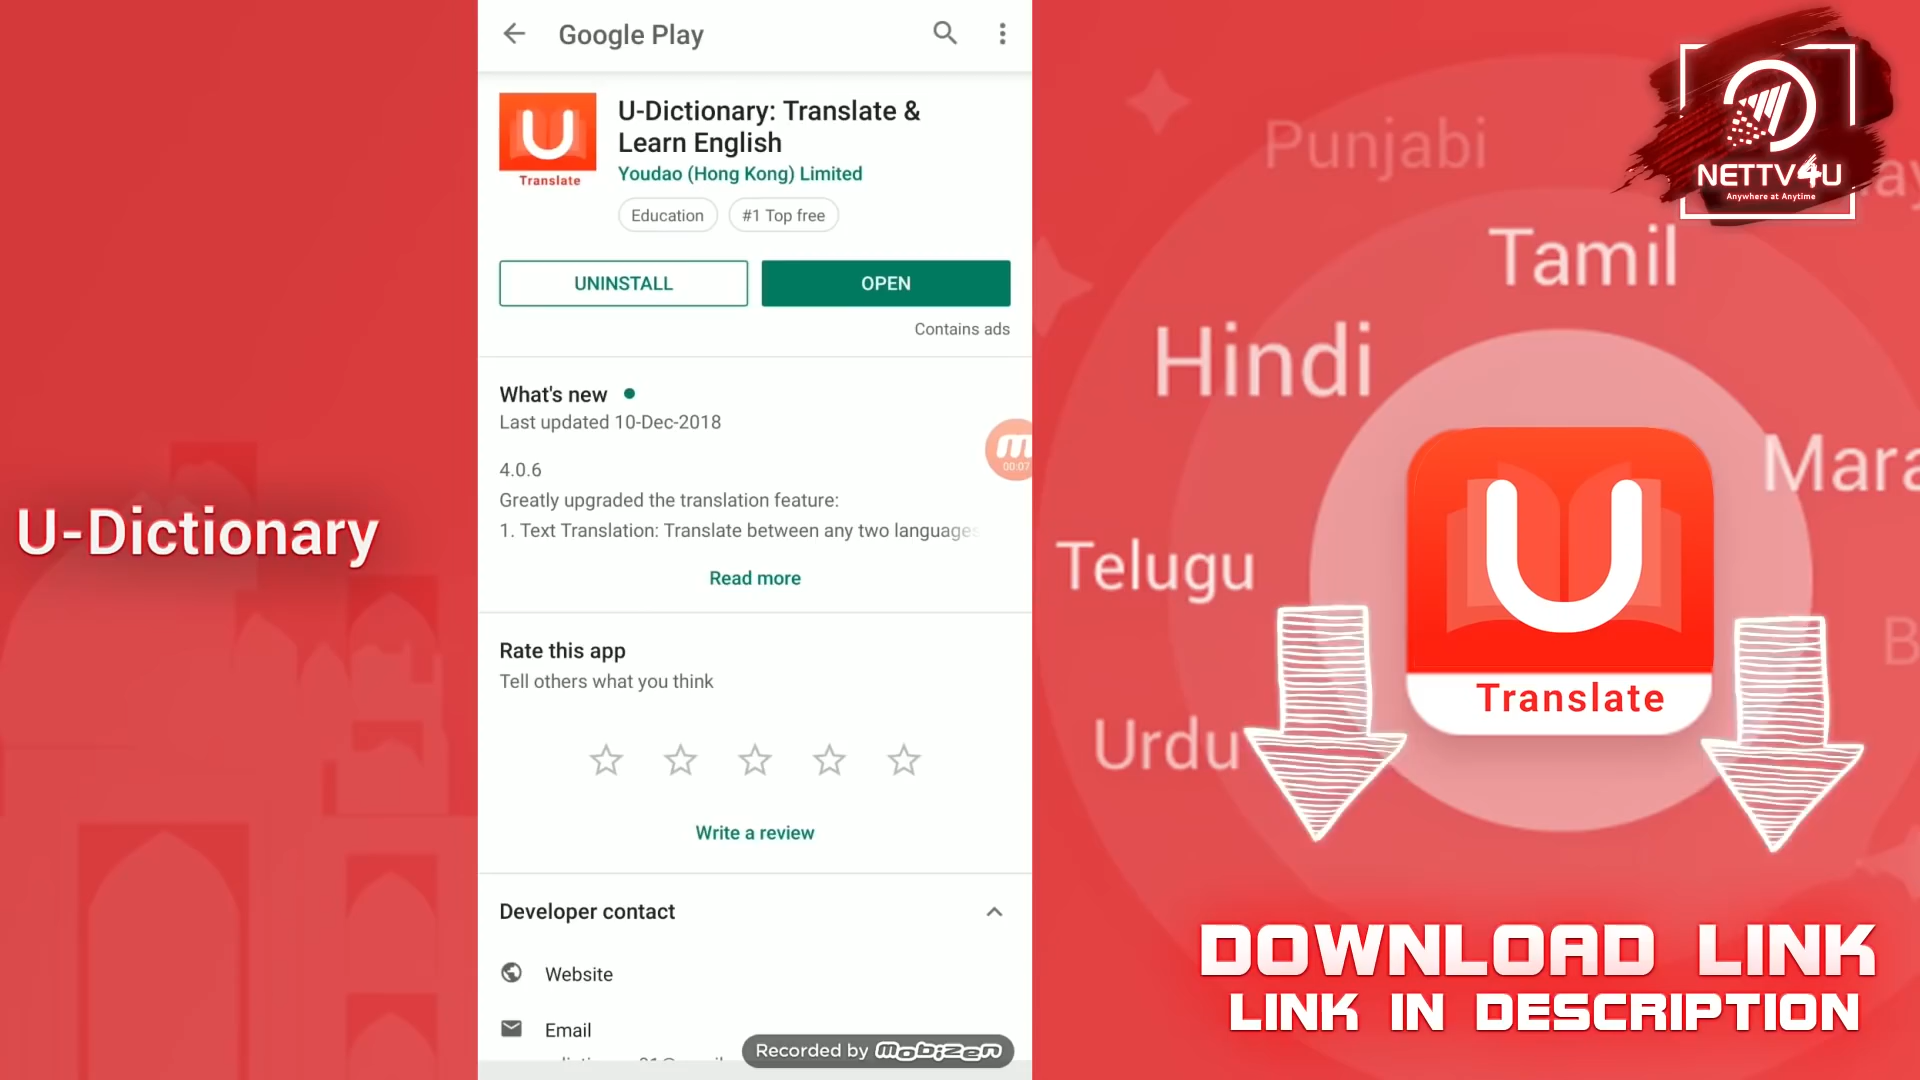 U-Dictionary
Google Play
U
Translate
U-Dictionary: Translate &
Learn English
Youdao (Hong Kong) Limited
Education
#1 Top free
UNINSTALL
OPEN
Contains ads
What's new
Last updated 10-Dec-2018
4.0.6
Greatly upgraded the translation feature:
1. Text Translation: Translate between any two languages
Read more
00:07
Rate this app
Tell others what you think
Write a review
Developer contact
Website
Email
Recorded by mobizen
NETTV4U
Anywhere at Anytime
Punjabi
Tamil
Hindi
Mara
Telugu
Urdu
U
Translate
DOWNLOAD LINK
LINK IN DESCRIPTION